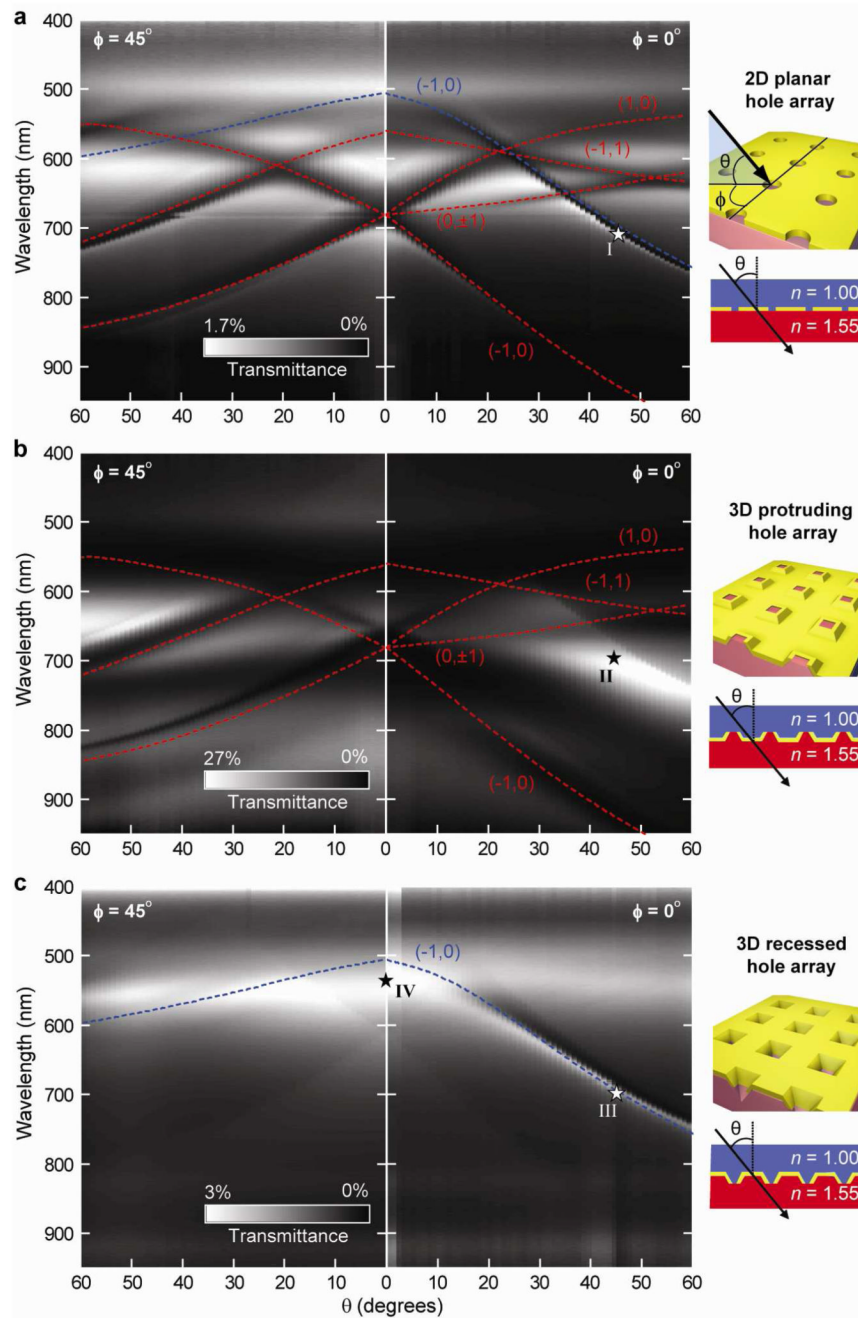 a
ϕ = 45°
ϕ = 0°
400
500
600
700
800
900
Wavelength (nm)
(-1,0)
(1,0)
(-1,1)
(0,±1)
I
(-1,0)
1.7%
0%
Transmittance
60
50
40
30
20
10
0
10
20
30
40
50
60
2D planar
hole array
θ
ϕ
θ
n = 1.00
n = 1.55
b
ϕ = 45°
ϕ = 0°
400
500
600
700
800
900
Wavelength (nm)
(1,0)
(-1,1)
(0,±1)
II
(-1,0)
27%
0%
Transmittance
60
50
40
30
20
10
0
10
20
30
40
50
60
3D protruding
hole array
θ
n = 1.00
n = 1.55
c
ϕ = 45°
ϕ = 0°
400
500
600
700
800
900
Wavelength (nm)
(-1,0)
IV
III
3%
0%
Transmittance
60
50
40
30
20
10
0
10
20
30
40
50
60
θ (degrees)
3D recessed
hole array
θ
n = 1.00
n = 1.55